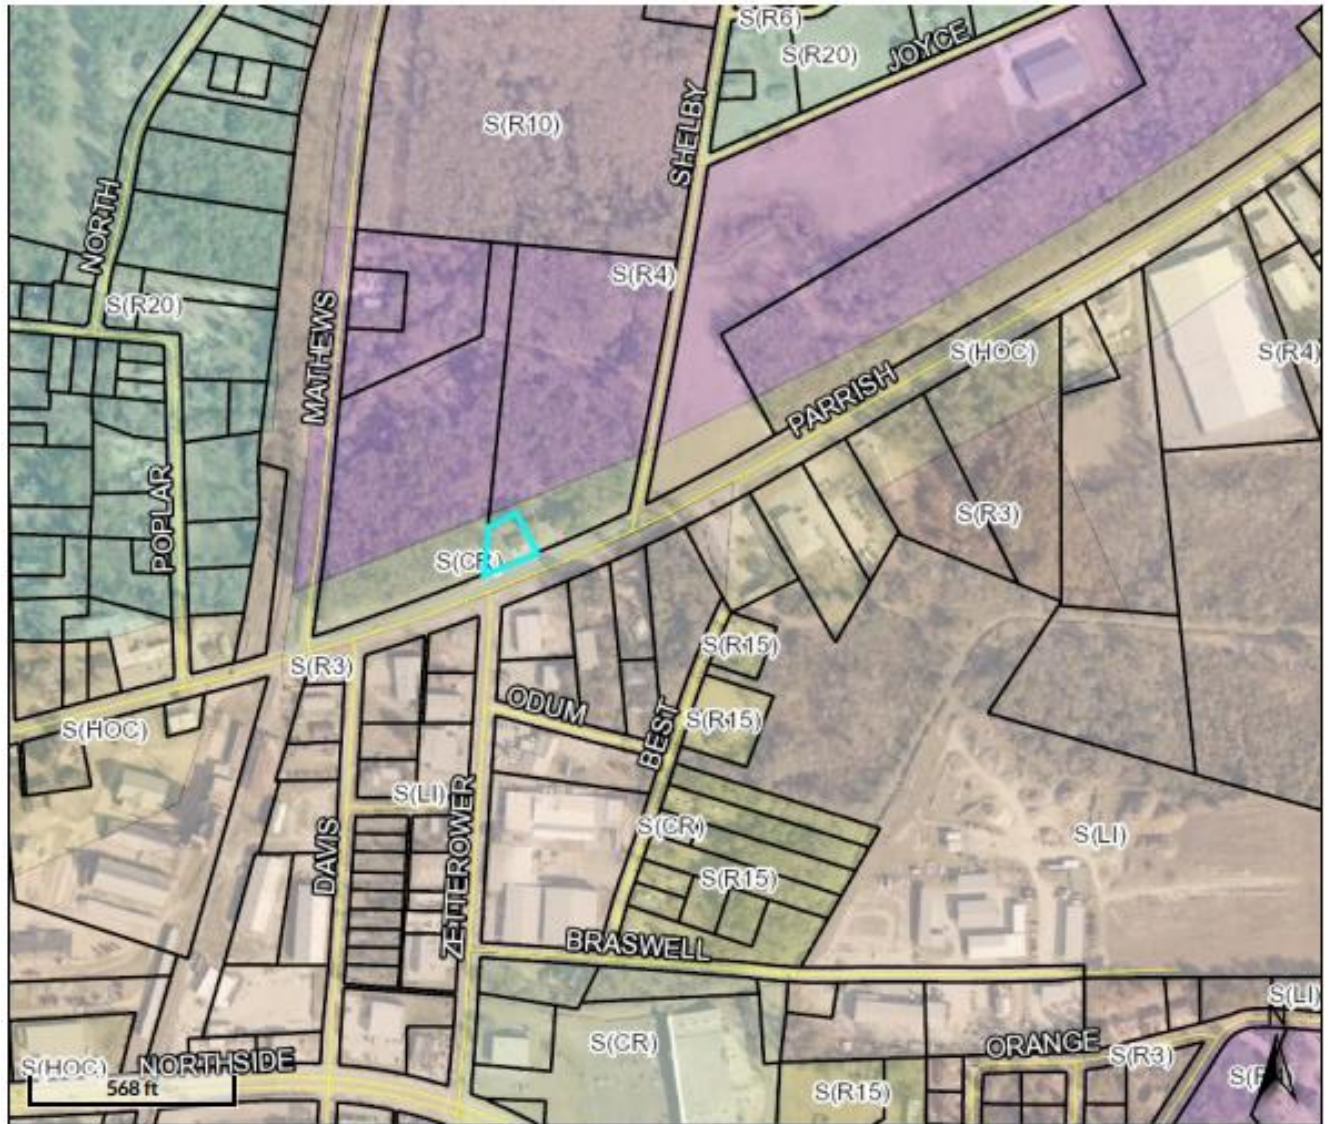 S(R6)
S(R20)
JOYCE
S(R10)
SHELBY
NORTH
S(R4)
S(R20)
MATHEWS
S(HOC)
S(R4)
PARRISH
POPLAR
S(R3)
S(CR)
S(R15)
S(R3)
ODUM
S(R15)
S(HOC)
BEST
S(LI)
S(CR)
S(LI)
DAVIS
ZETTEROWER
S(R15)
BRASWELL
S(LI)
S(CR)
ORANGE
S(R3)
S(HOC)
NORTHSIDE
568 ft
S(R15)